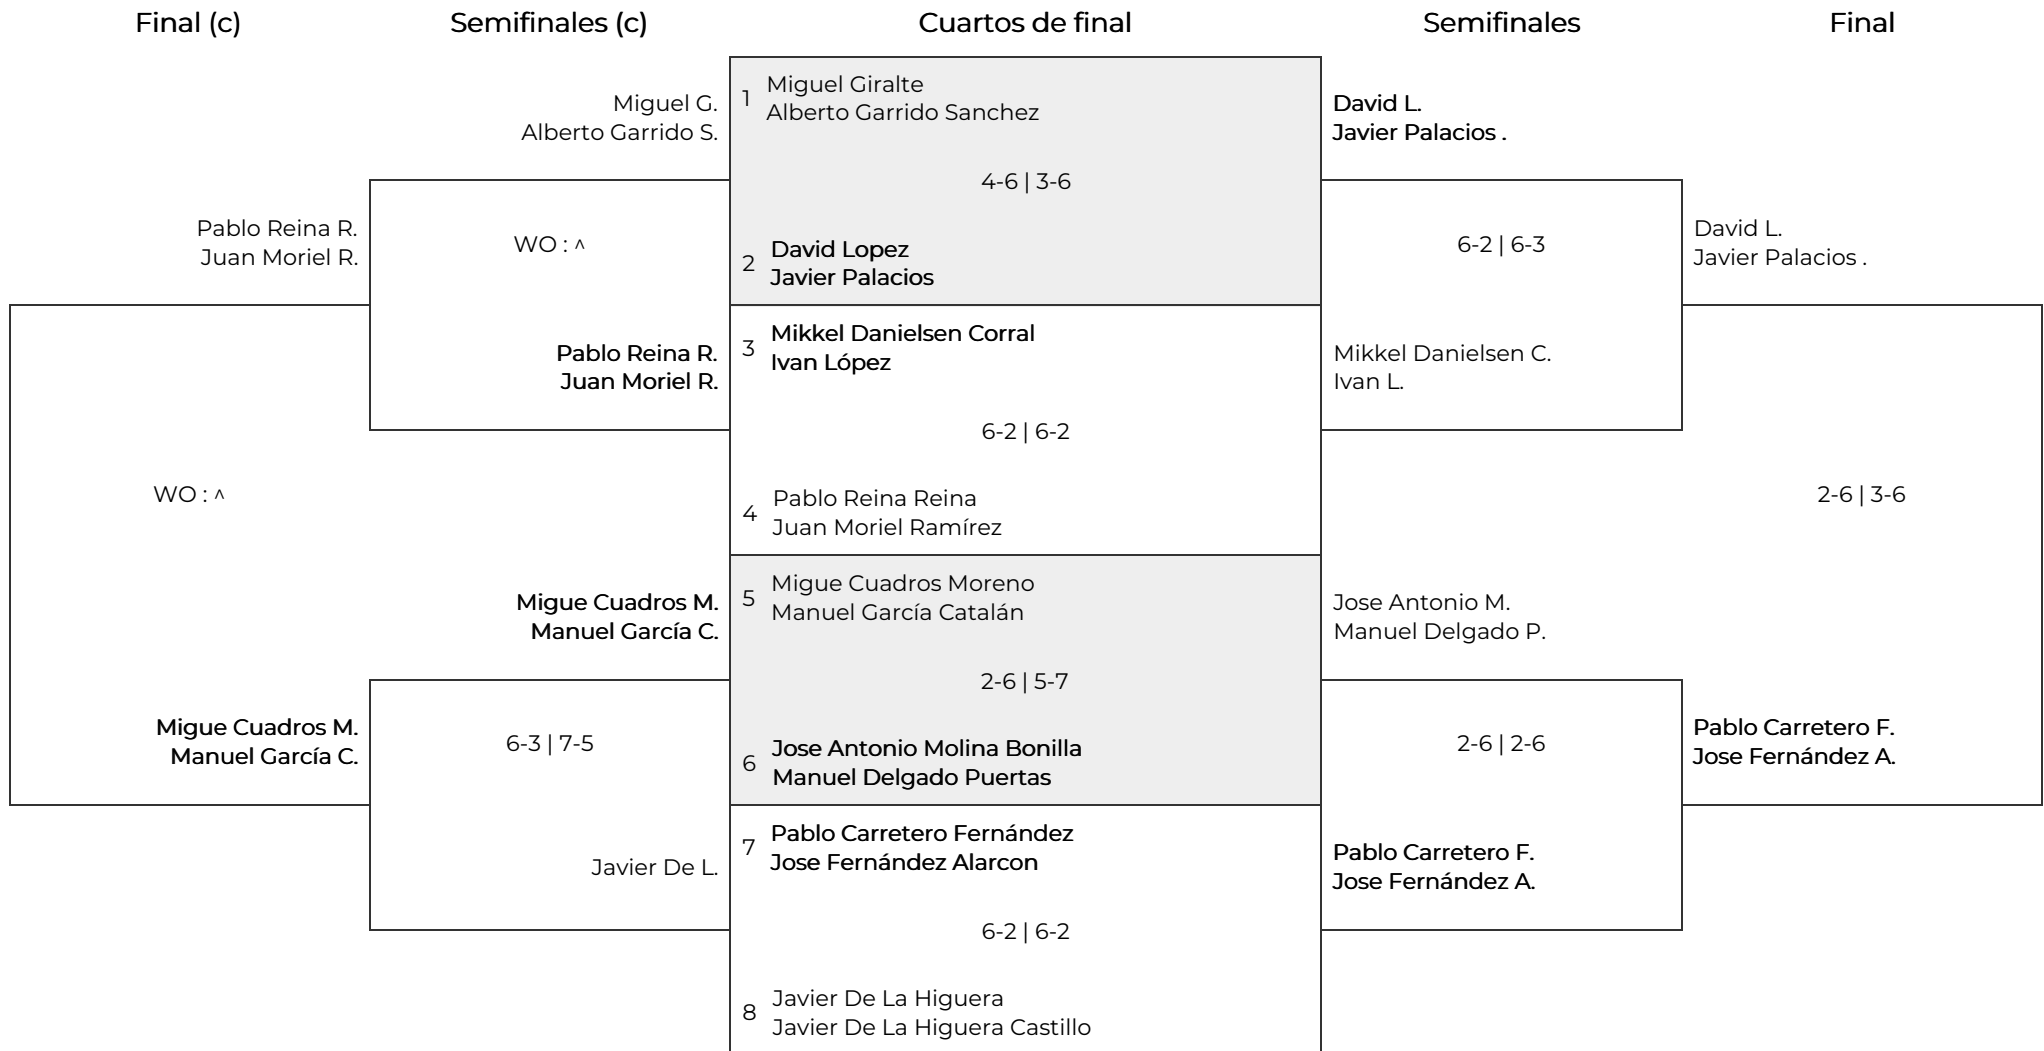 Final (c)
Semifinales (c)
Cuartos de final
Semifinales
Final
Miguel G.
Alberto Garrido S.
WO : ^
Pablo Reina R.
Juan Moriel R.
Pablo Reina R.
Juan Moriel R.
WO : ^
Migue Cuadros M.
Manuel García C.
Migue Cuadros M.
Manuel García C.
6-3 | 7-5
Javier De L.
1
Miguel Giralte
Alberto Garrido Sanchez
4-6 | 3-6
2
David Lopez
Javier Palacios
3
Mikkel Danielsen Corral
Ivan López
6-2 | 6-2
4
Pablo Reina Reina
Juan Moriel Ramírez
5
Migue Cuadros Moreno
Manuel García Catalán
2-6 | 5-7
6
Jose Antonio Molina Bonilla
Manuel Delgado Puertas
7
Pablo Carretero Fernández
Jose Fernández Alarcon
6-2 | 6-2
8
Javier De La Higuera
Javier De La Higuera Castillo
David L.
Javier Palacios .
6-2 | 6-3
Mikkel Danielsen C.
Ivan L.
David L.
Javier Palacios .
2-6 | 3-6
Jose Antonio M.
Manuel Delgado P.
2-6 | 2-6
Pablo Carretero F.
Jose Fernández A.
Pablo Carretero F.
Jose Fernández A.